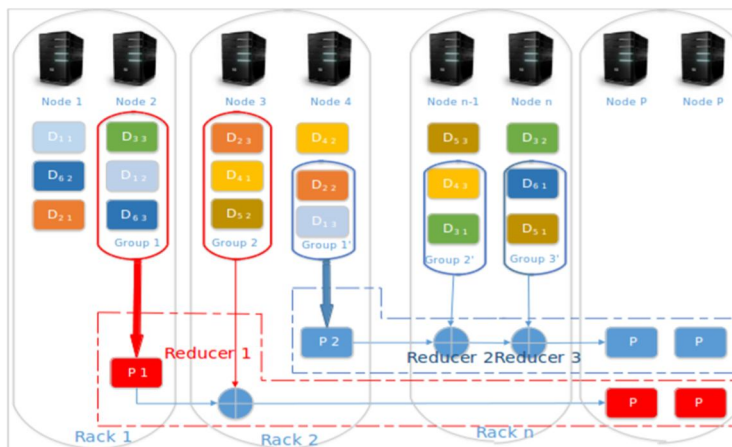 Node 1 Node 2 Node 3 Node 4 Node n-1 Node n Node P Node P
D1 1 D3 3 D2 3 D4 2 D5 3 D3 2
D6 2 D1 2 D4 1 D2 2 D4 3 D6 1
D2 1 D6 3 D5 2 D1 3 D3 1 D5 1
Group 1 Group 2 Group 1' Group 2' Group 3'
P 2 P P
Reducer 1 Reducer 2 Reducer 3
P 1
P P
Rack 1 Rack 2 Rack n